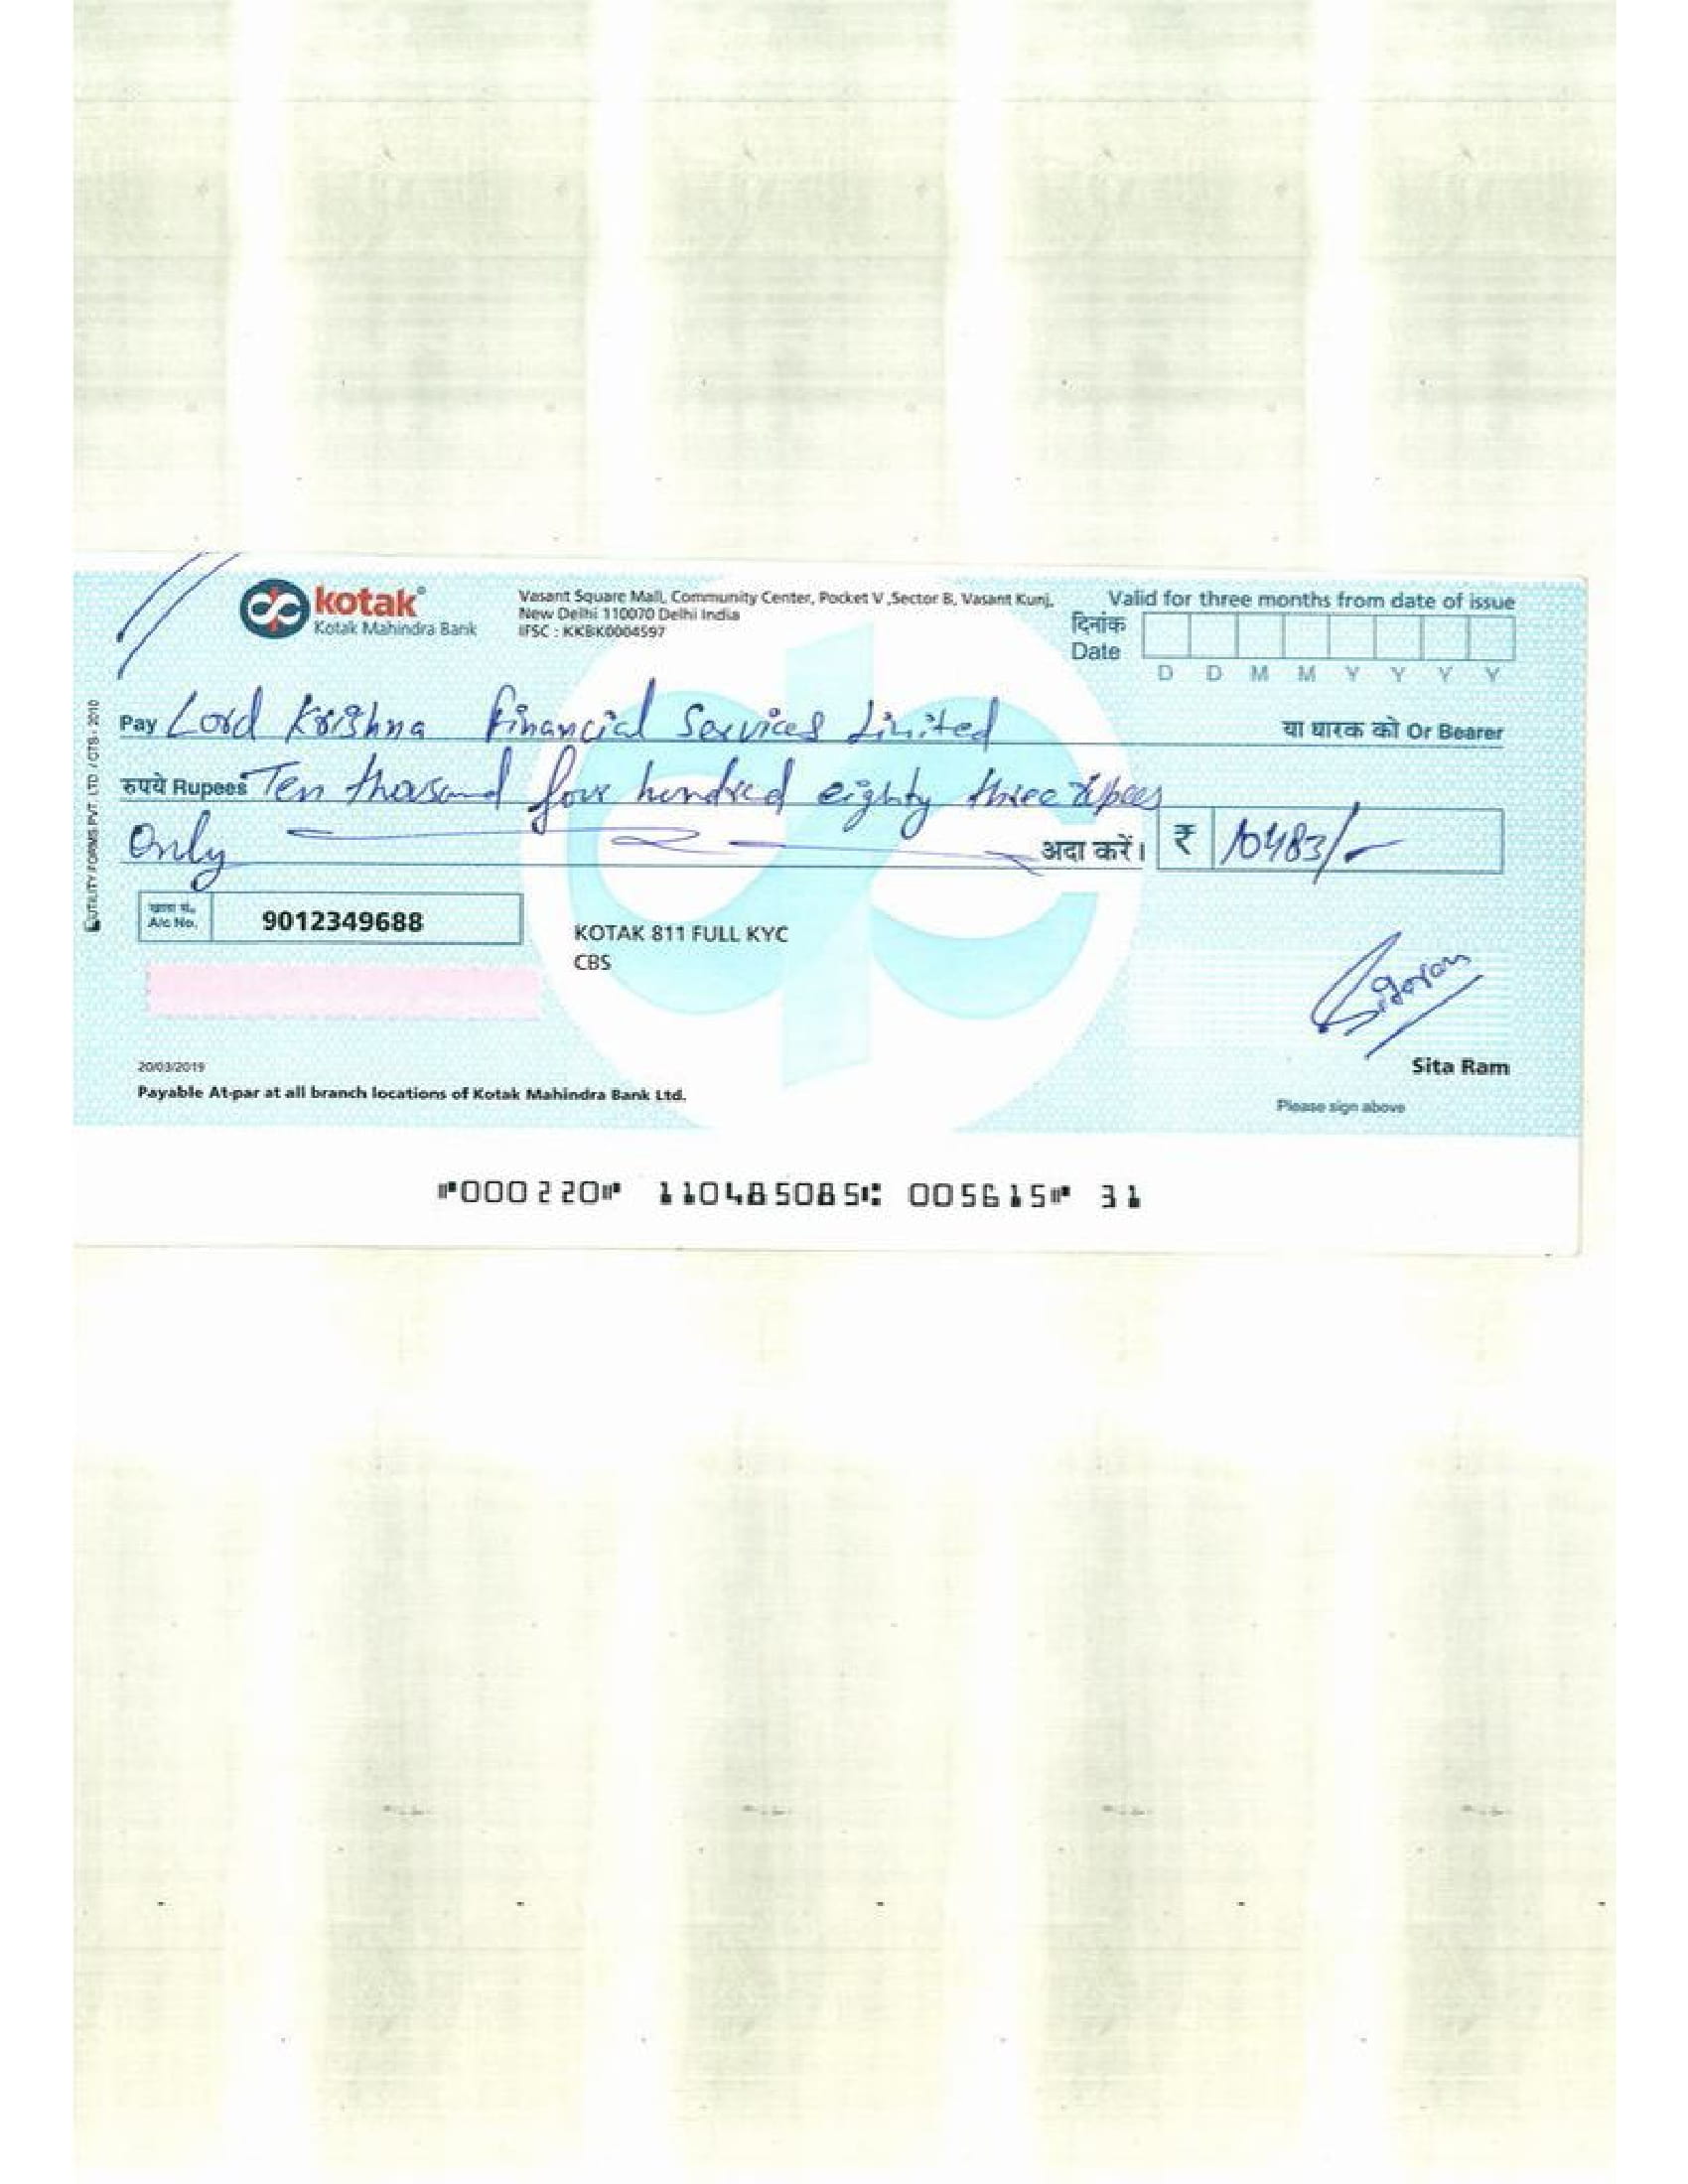 kotak
Kotak Mahindra Bank
Vasant Square Mall, Community Center, Pocket V ,Sector B, Vasant Kunj,
New Delhi 110070 Delhi India
IFSC : KKBK0004597
Valid for three months from date of issue
दिनांक
Date
D D M M Y Y Y Y
Pay Lord Krishna Financial Services Limited या धारक को Or Bearer
रुपये Rupees Ten thousand four hundred eighty three rupees
Only अदा करें। ₹ 10483/-
खाता सं.
A/c No. 9012349688
KOTAK 811 FULL KYC
CBS
Sitaram
Sita Ram
Please sign above
20/03/2019
Payable At-par at all branch locations of Kotak Mahindra Bank Ltd.
UTILITY FORMS PVT LTD / CTS - 2010
⑈000220⑈ 110485085⑆ 005615⑈ 31